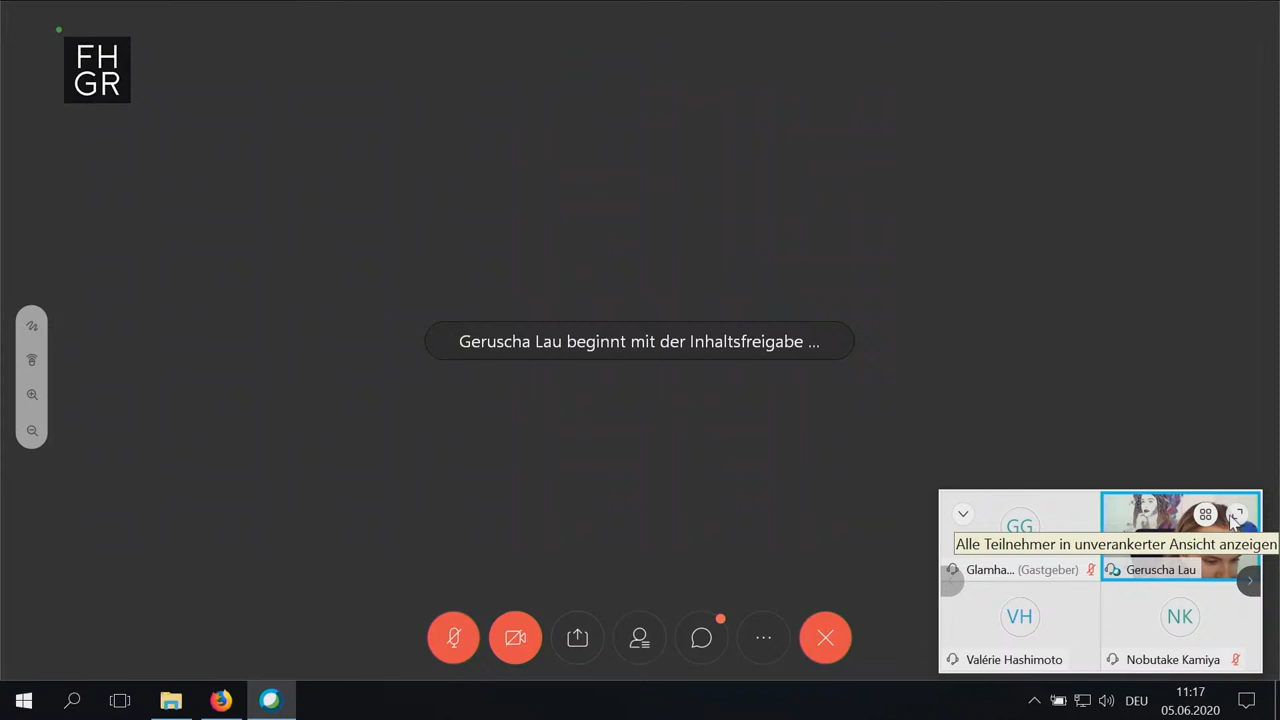 FH
GR
Geruscha Lau beginnt mit der Inhaltsfreigabe ...
GG
Alle Teilnehmer in unverankerter Ansicht anzeigen
Glamha... (Gastgeber)
Geruscha Lau
VH
NK
Valérie Hashimoto
Nobutake Kamiya
DEU
11:17
05.06.2020